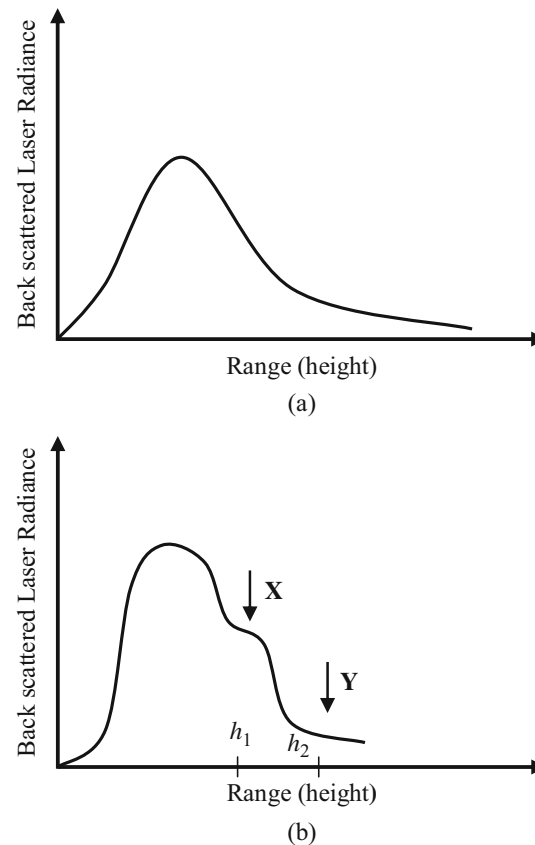 Back scattered Laser Radiance
Range (height)
(a)
Back scattered Laser Radiance
X
Y
h₁
h₂
Range (height)
(b)